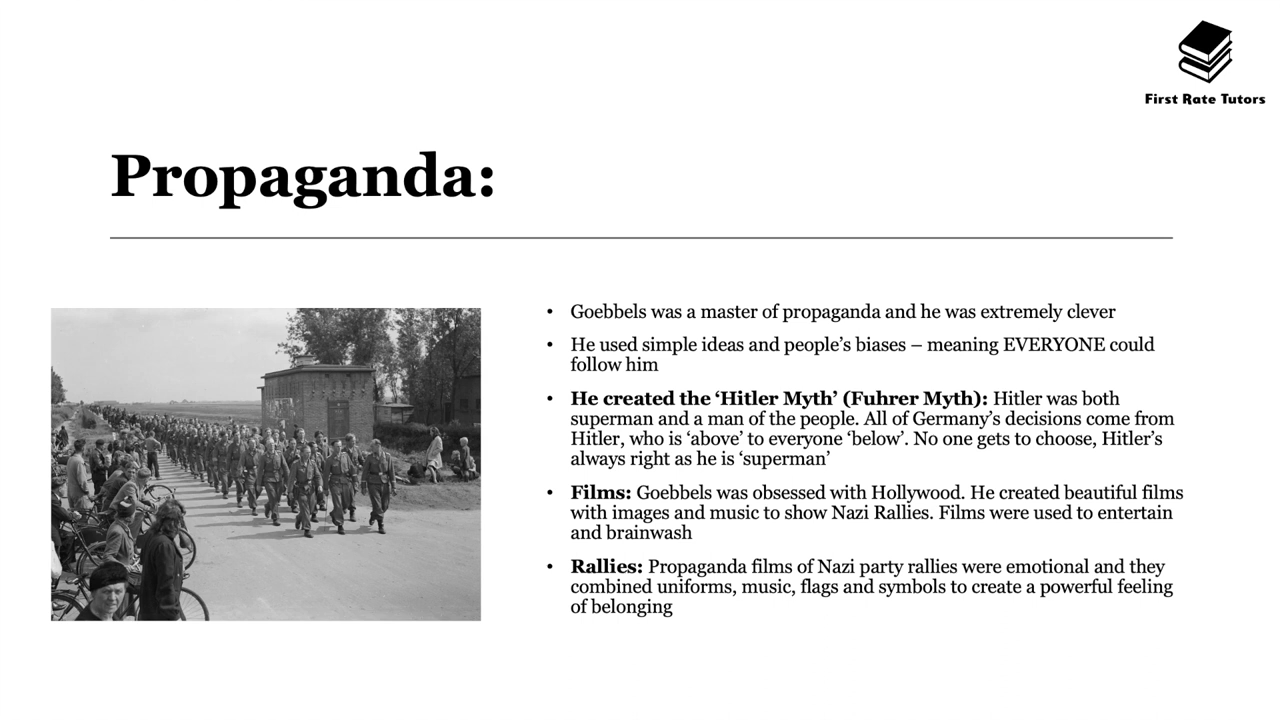 First Rate Tutors
Propaganda:
• Goebbels was a master of propaganda and he was extremely clever
• He used simple ideas and people’s biases – meaning EVERYONE could
follow him
• He created the ‘Hitler Myth’ (Fuhrer Myth): Hitler was both
superman and a man of the people. All of Germany’s decisions come from
Hitler, who is ‘above’ to everyone ‘below’. No one gets to choose, Hitler’s
always right as he is ‘superman’
• Films: Goebbels was obsessed with Hollywood. He created beautiful films
with images and music to show Nazi Rallies. Films were used to entertain
and brainwash
• Rallies: Propaganda films of Nazi party rallies were emotional and they
combined uniforms, music, flags and symbols to create a powerful feeling
of belonging